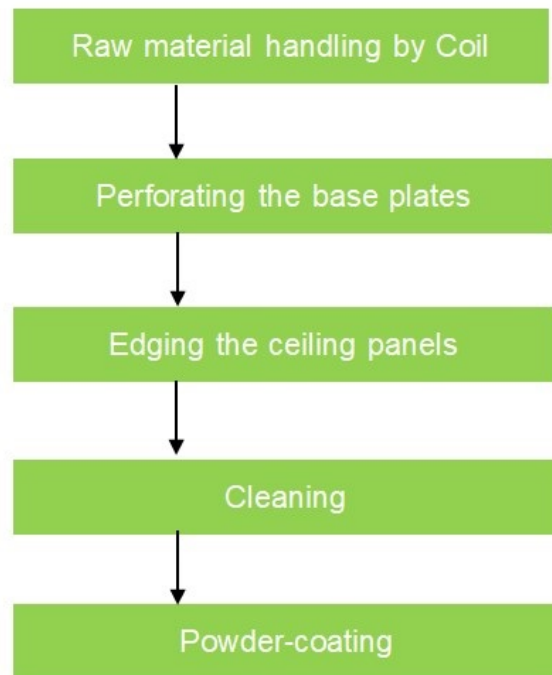 Raw material handling by Coil
Perforating the base plates
Edging the ceiling panels
Cleaning
Powder-coating